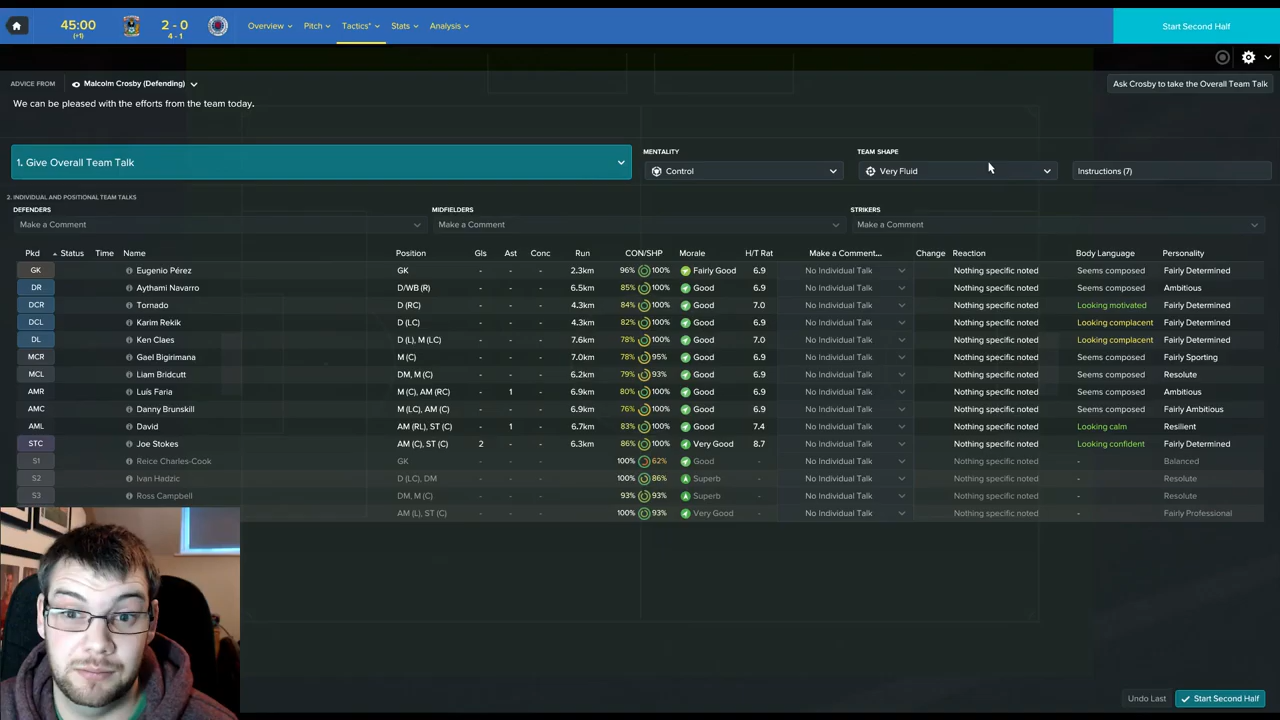 45:00 2 - 0 Overview Pitch Tactics* Stats Analysis Start Second Half
(+1) 4 - 1
ADVICE FROM Malcolm Crosby (Defending) Ask Crosby to take the Overall Team Talk
We can be pleased with the efforts from the team today.
MENTALITY TEAM SHAPE
1. Give Overall Team Talk Control Very Fluid Instructions (7)
2. INDIVIDUAL AND POSITIONAL TEAM TALKS
DEFENDERS MIDFIELDERS STRIKERS
Make a Comment Make a Comment Make a Comment
Pkd Status Time Name Position Gls Ast Conc Run CON/SHP Morale H/T Rat Make a Comment... Change Reaction Body Language Personality
GK Eugenio Pérez GK - - - 2.3km 96% 100% Fairly Good 6.9 No Individual Talk Nothing specific noted Seems composed Fairly Determined
DR Aythami Navarro D/WB (R) - - - 6.5km 85% 100% Good 6.9 No Individual Talk Nothing specific noted Seems composed Ambitious
DCR Tornado D (RC) - - - 4.3km 84% 100% Good 7.0 No Individual Talk Nothing specific noted Looking motivated Fairly Determined
DCL Karim Rekik D (LC) - - - 4.3km 82% 100% Good 6.9 No Individual Talk Nothing specific noted Looking complacent Fairly Determined
DL Ken Claes D (L), M (LC) - - - 7.6km 78% 100% Good 7.0 No Individual Talk Nothing specific noted Looking complacent Fairly Determined
MCR Gael Bigirimana M (C) - - - 7.0km 78% 95% Good 6.9 No Individual Talk Nothing specific noted Seems composed Fairly Sporting
MCL Liam Bridcutt DM, M (C) - - - 6.2km 79% 93% Good 6.9 No Individual Talk Nothing specific noted Seems composed Resolute
AMR Luís Faria M (C), AM (RC) - 1 - 6.9km 80% 100% Good 6.9 No Individual Talk Nothing specific noted Seems composed Ambitious
AMC Danny Brunskill M (LC), AM (C) - - - 6.9km 76% 100% Good 6.9 No Individual Talk Nothing specific noted Seems composed Fairly Ambitious
AML David AM (RL), ST (C) - 1 - 6.7km 83% 100% Good 7.4 No Individual Talk Nothing specific noted Looking calm Resilient
STC Joe Stokes AM (C), ST (C) 2 - - 6.3km 86% 100% Very Good 8.7 No Individual Talk Nothing specific noted Looking confident Fairly Determined
S1 Reice Charles-Cook GK 100% 62% Good - No Individual Talk Nothing specific noted - Balanced
S2 Ivan Hadzic D (LC), DM 100% 86% Superb - No Individual Talk Nothing specific noted - Resolute
S3 Ross Campbell DM, M (C) 93% 93% Superb - No Individual Talk Nothing specific noted - Resolute
AM (L), ST (C) 100% 93% Very Good - No Individual Talk Nothing specific noted - Fairly Professional
Undo Last Start Second Half